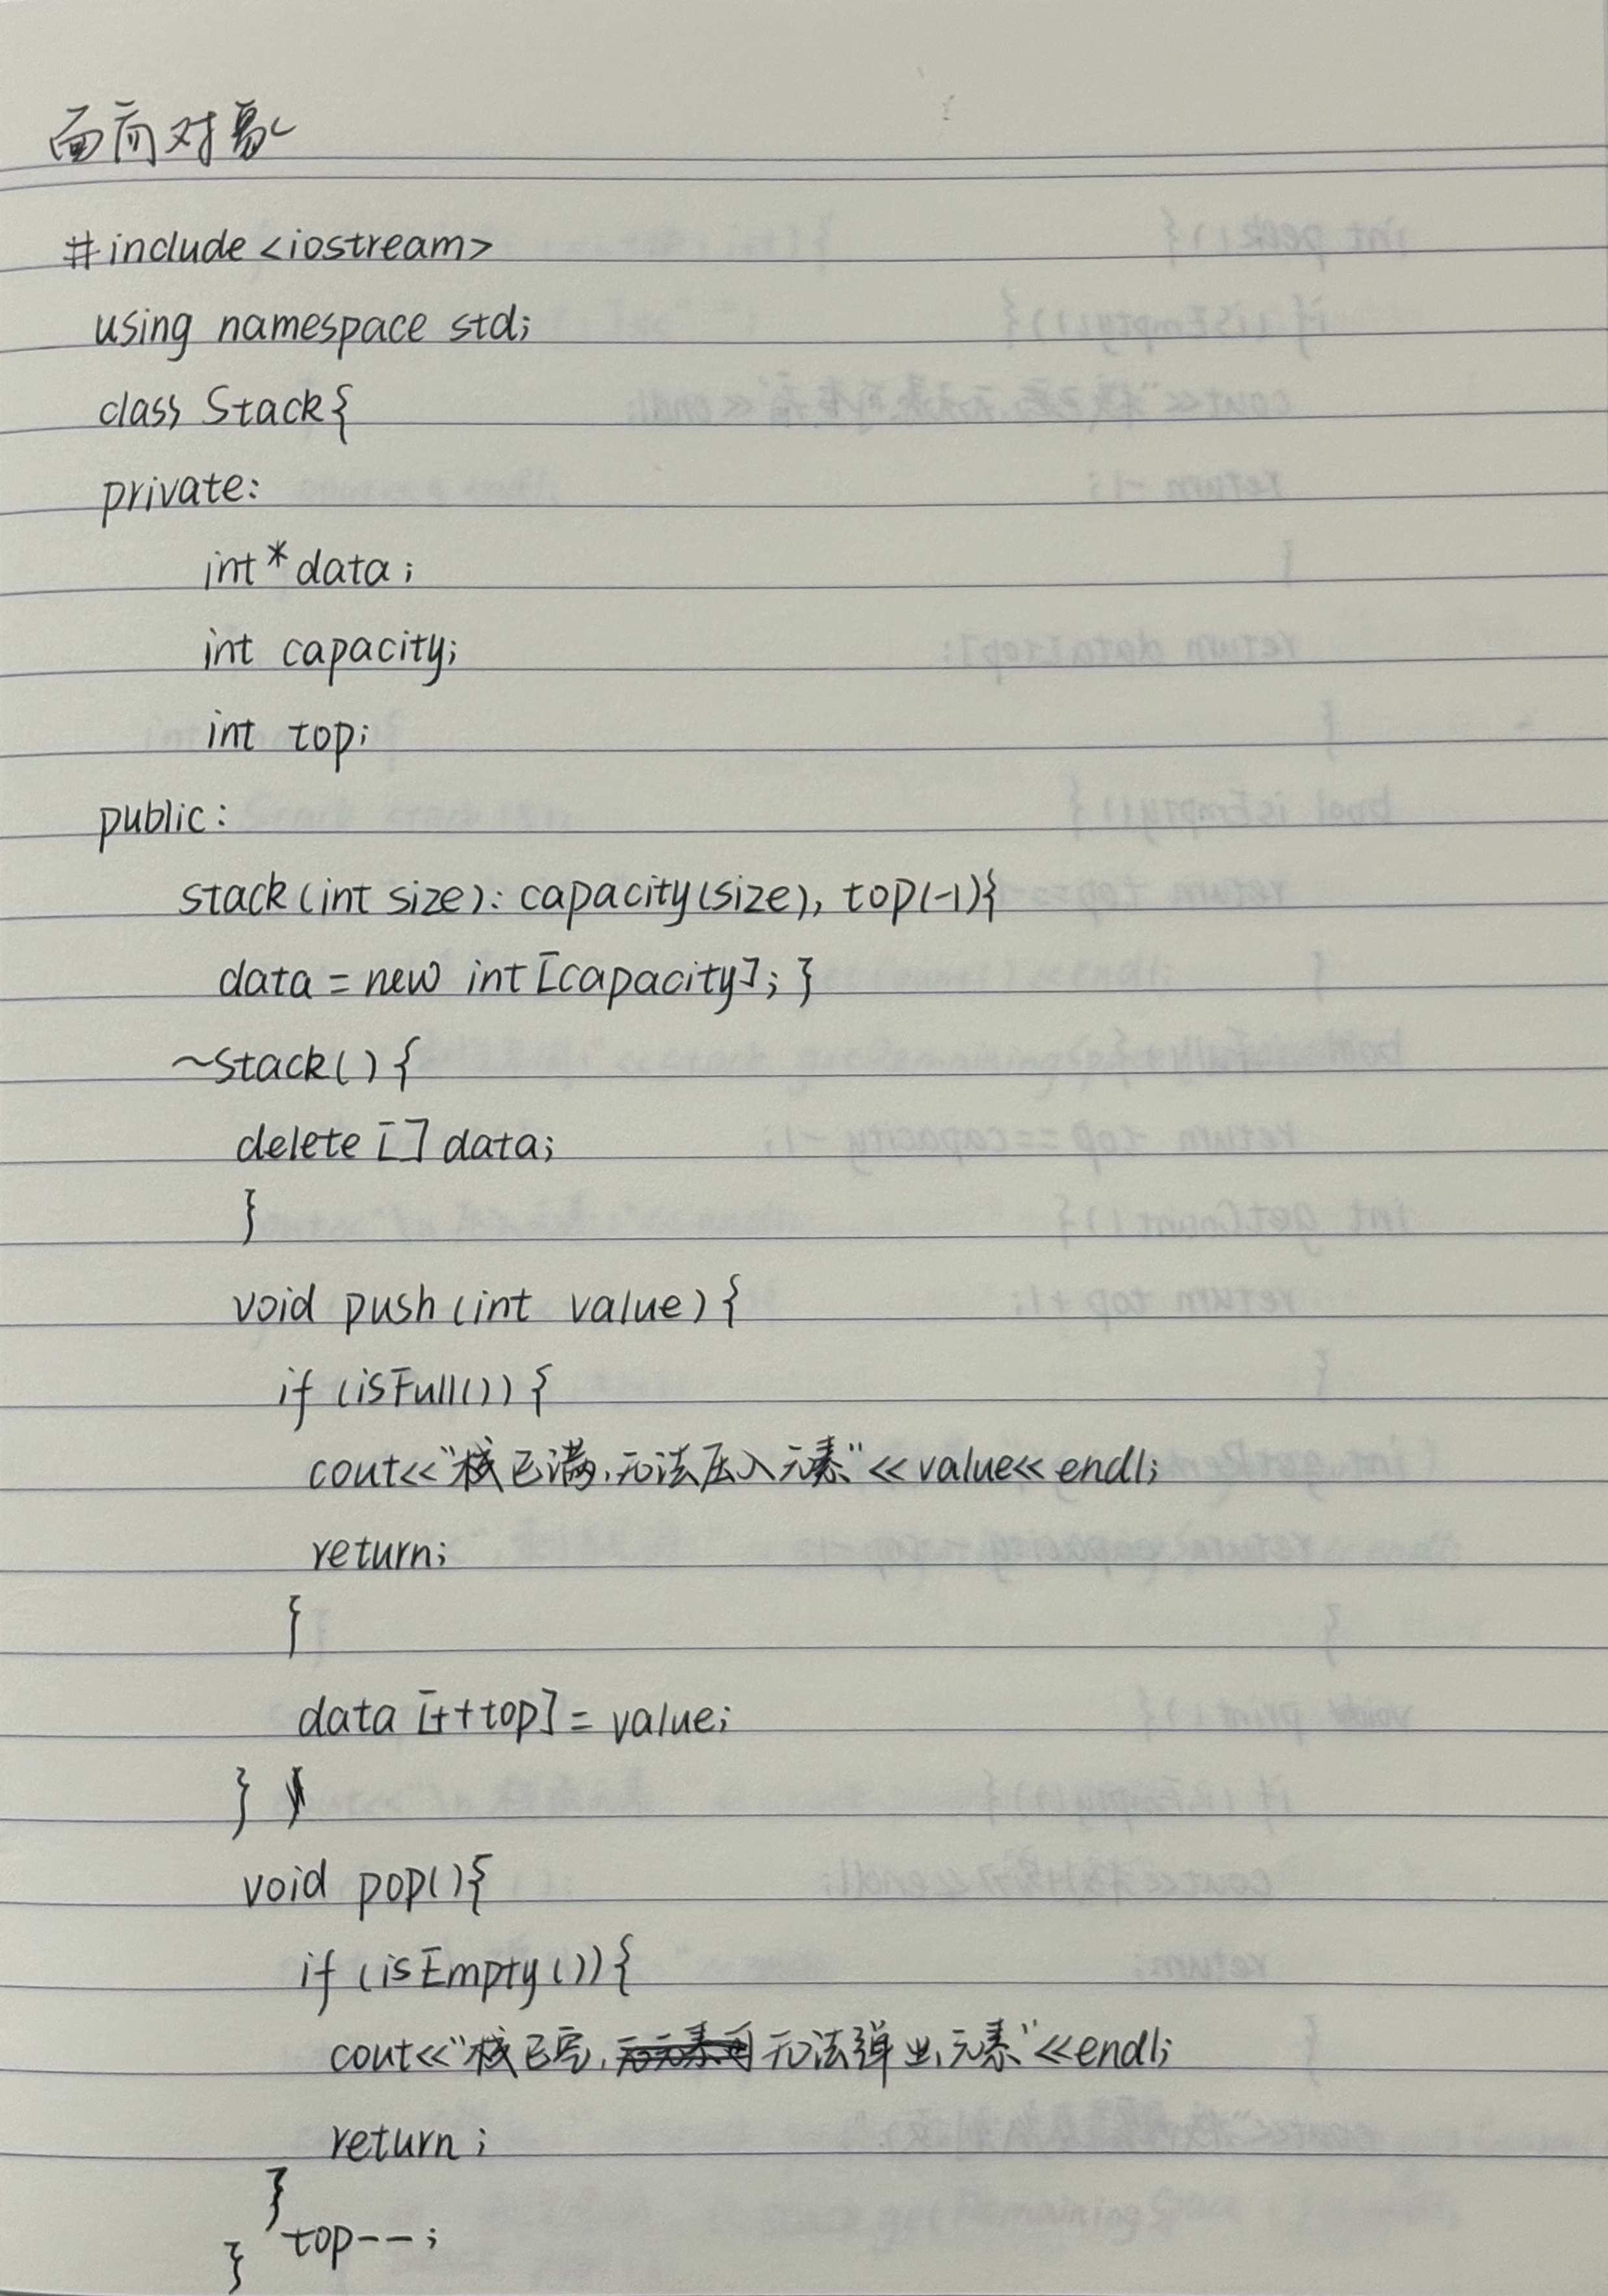 面向对象
#include<iostream>
using namespace std;
class Stack{
private:
int*data;
int capacity;
int top;
public:
stack(int size):capacity(size),top(-1){
data=new int[capacity];}
~stack(){
delete[]data;
}
void push(int value){
if(isFull()){
cout<<"栈已满,无法压入元素"<<value<<endl;
return;
}
data[++top]=value;
}
void pop(){
if(isEmpty()){
cout<<"栈已空,无法弹出元素"<<endl;
return;
}
top--;
}